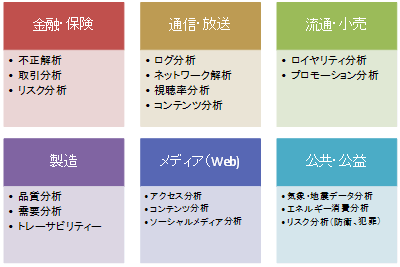 金融・保険
• 不正解析
• 取引分析
• リスク分析
通信・放送
• ログ分析
• ネットワーク解析
• 視聴率分析
• コンテンツ分析
流通・小売
• ロイヤリティ分析
• プロモーション分析
製造
• 品質分析
• 需要分析
• トレーサビリティー
メディア（Web)
• アクセス分析
• コンテンツ分析
• ソーシャルメディア分析
公共・公益
• 気象・地震データ分析
• エネルギー消費分析
• リスク分析（防衛、犯罪）